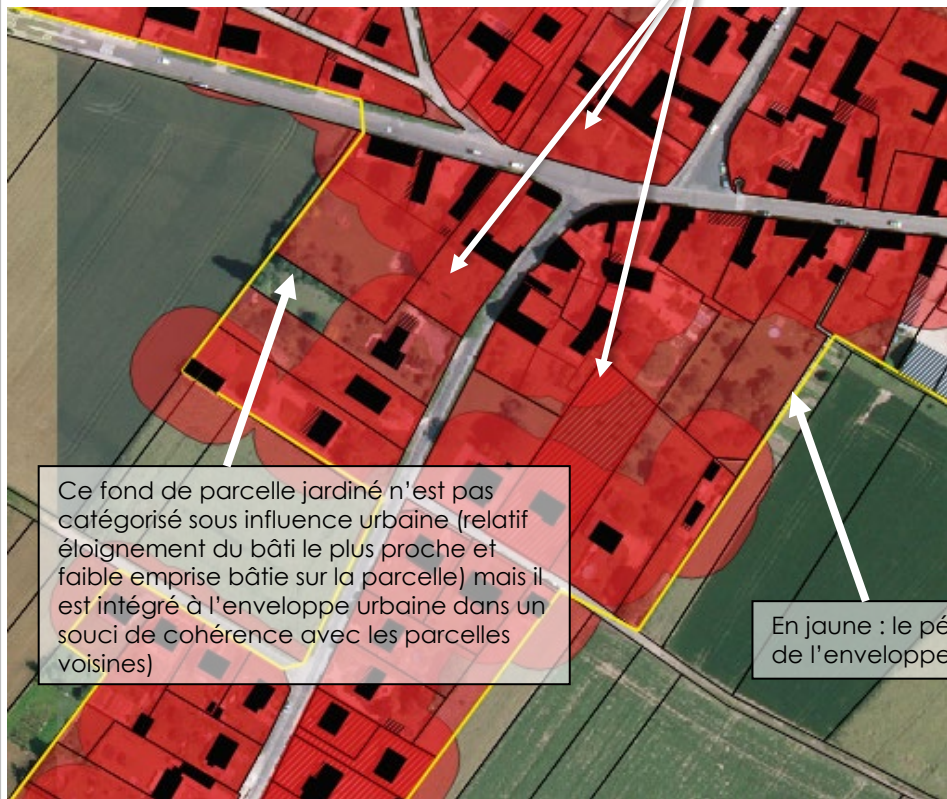 Ce fond de parcelle jardiné n’est pas
catégorisé sous influence urbaine (relatif
éloignement du bâti le plus proche et
faible emprise bâtie sur la parcelle) mais il
est intégré à l’enveloppe urbaine dans un
souci de cohérence avec les parcelles
voisines)
En jaune : le pé
de l’enveloppe